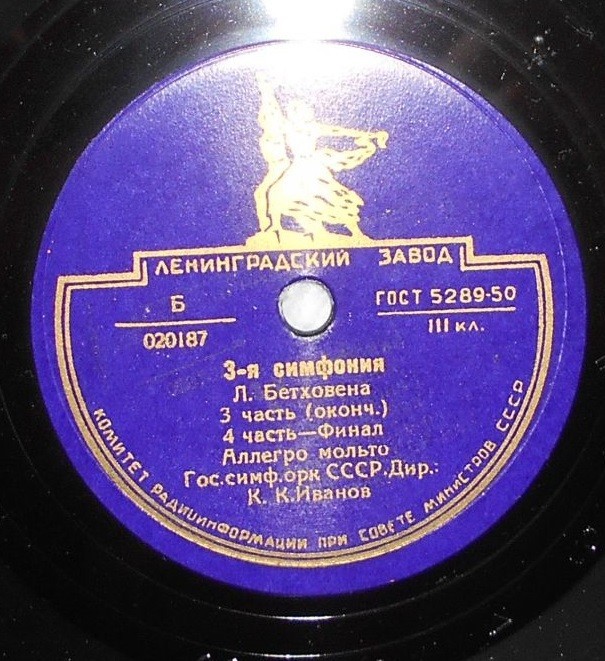 ЛЕНИНГРАДСКИЙ ЗАВОД
Б
020187
ГОСТ 5289-50
III кл.
3-я симфония
Л. Бетховена
3 часть (оконч.)
4 часть—Финал
Аллегро мольто
Гос.симф.орк СССР.Дир.:
К. К.Иванов
КОМИТЕТ РАДИОИНФОРМАЦИИ ПРИ СОВЕТЕ МИНИСТРОВ СССР